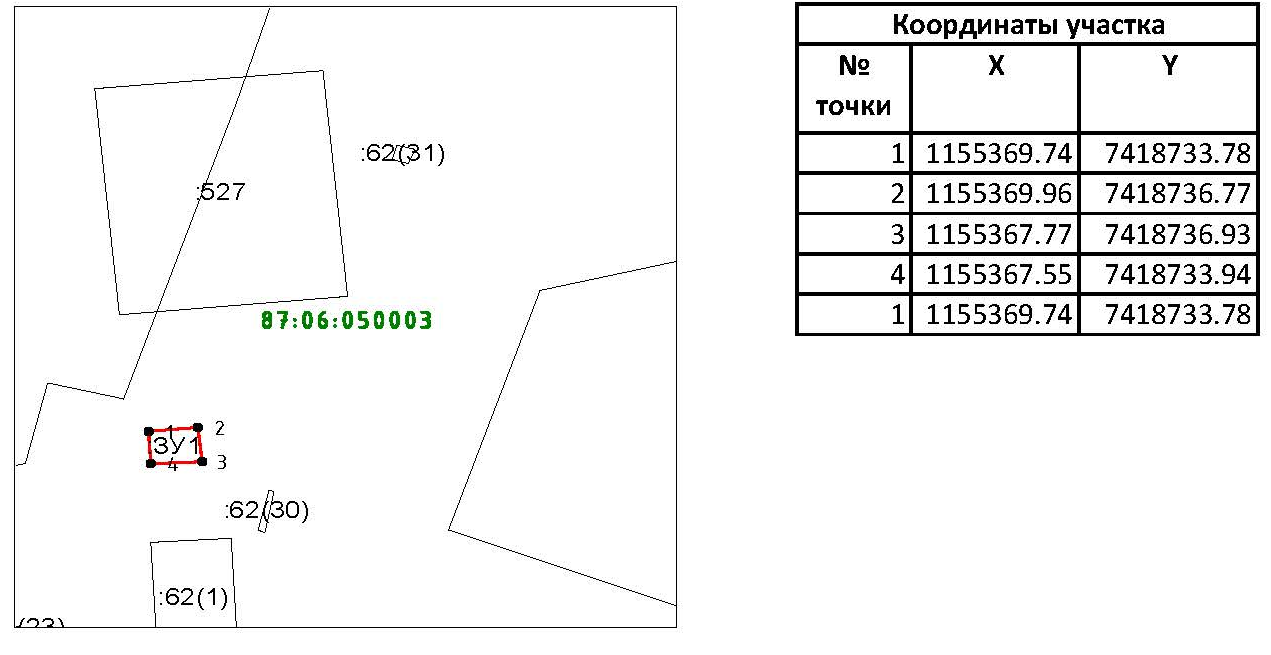 :62(31)
:527
87:06:050003
1
2
ЗУ1
4
3
:62(30)
:62(1)
(23)
Координаты участка
№ точки X Y
1 1155369.74 7418733.78
2 1155369.96 7418736.77
3 1155367.77 7418736.93
4 1155367.55 7418733.94
1 1155369.74 7418733.78